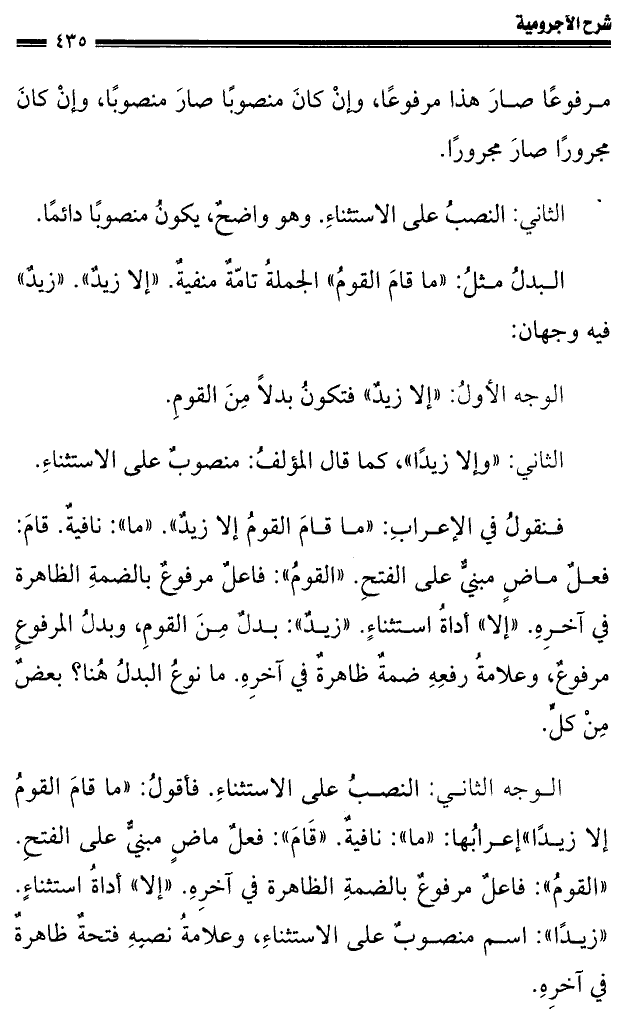 شرح الآجرومية
٤٣٥
مرفوعًا صارَ هذا مرفوعًا، وإنْ كانَ منصوبًا صارَ منصوبًا، وإنْ كانَ
مجرورًا صارَ مجرورًا.
الثاني: النصبُ على الاستثناءِ. وهو واضحٌ، يكونُ منصوبًا دائمًا.
البدلُ مثلُ: «ما قامَ القومُ» الجملةُ تامّةٌ منفيةٌ. «إلا زيدٌ». «زيدٌ»
فيه وجهان:
الوجه الأولُ: «إلا زيدٌ» فتكونُ بدلاً مِنَ القومِ.
الثاني: «وإلا زيدًا»، كما قال المؤلفُ: منصوبٌ على الاستثناءِ.
فنقولُ في الإعرابِ: «ما قامَ القومُ إلا زيدٌ». «ما»: نافيةٌ. قامَ:
فعلٌ ماضٍ مبنيٌّ على الفتحِ. «القومُ»: فاعلٌ مرفوعٌ بالضمةِ الظاهرة
في آخرِهِ. «إلا» أداةُ استثناءٍ. «زيدٌ»: بدلٌ مِنَ القومِ، وبدلُ المرفوعِ
مرفوعٌ، وعلامةُ رفعِهِ ضمةٌ ظاهرةٌ في آخرِهِ. ما نوعُ البدلُ هُنا؟ بعضٌ
مِنْ كلٍّ.
الوجه الثاني: النصبُ على الاستثناءِ. فأقولُ: «ما قامَ القومُ
إلا زيدًا»إعرابُها: «ما»: نافيةٌ. «قَامَ»: فعلٌ ماضٍ مبنيٌّ على الفتحِ.
«القومُ»: فاعلٌ مرفوعٌ بالضمةِ الظاهرة في آخرِهِ. «إلا» أداةُ استثناءٍ.
«زيدًا»: اسم منصوبٌ على الاستثناءِ، وعلامةُ نصبِهِ فتحةٌ ظاهرةٌ
في آخرِهِ.